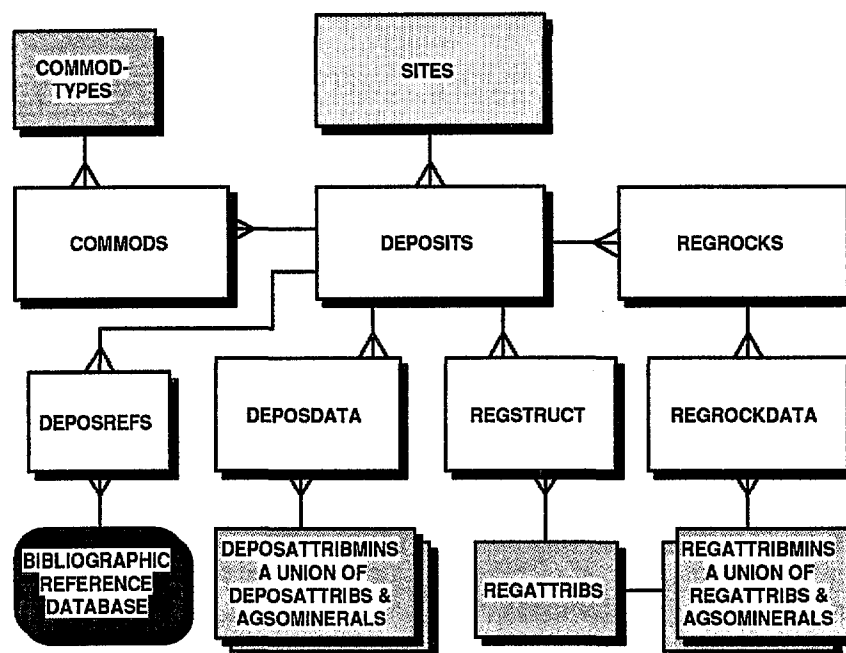 COMMOD-
TYPES
SITES
COMMODS
DEPOSITS
REGROCKS
DEPOSREFS
DEPOSDATA
REGSTRUCT
REGROCKDATA
BIBLIOGRAPHIC
REFERENCE
DATABASE
DEPOSATTRIBMINS
A UNION OF
DEPOSATTRIBS &
AGSOMINERALS
REGATTRIBS
REGATTRIBMINS
A UNION OF
REGATTRIBS &
AGSOMINERALS